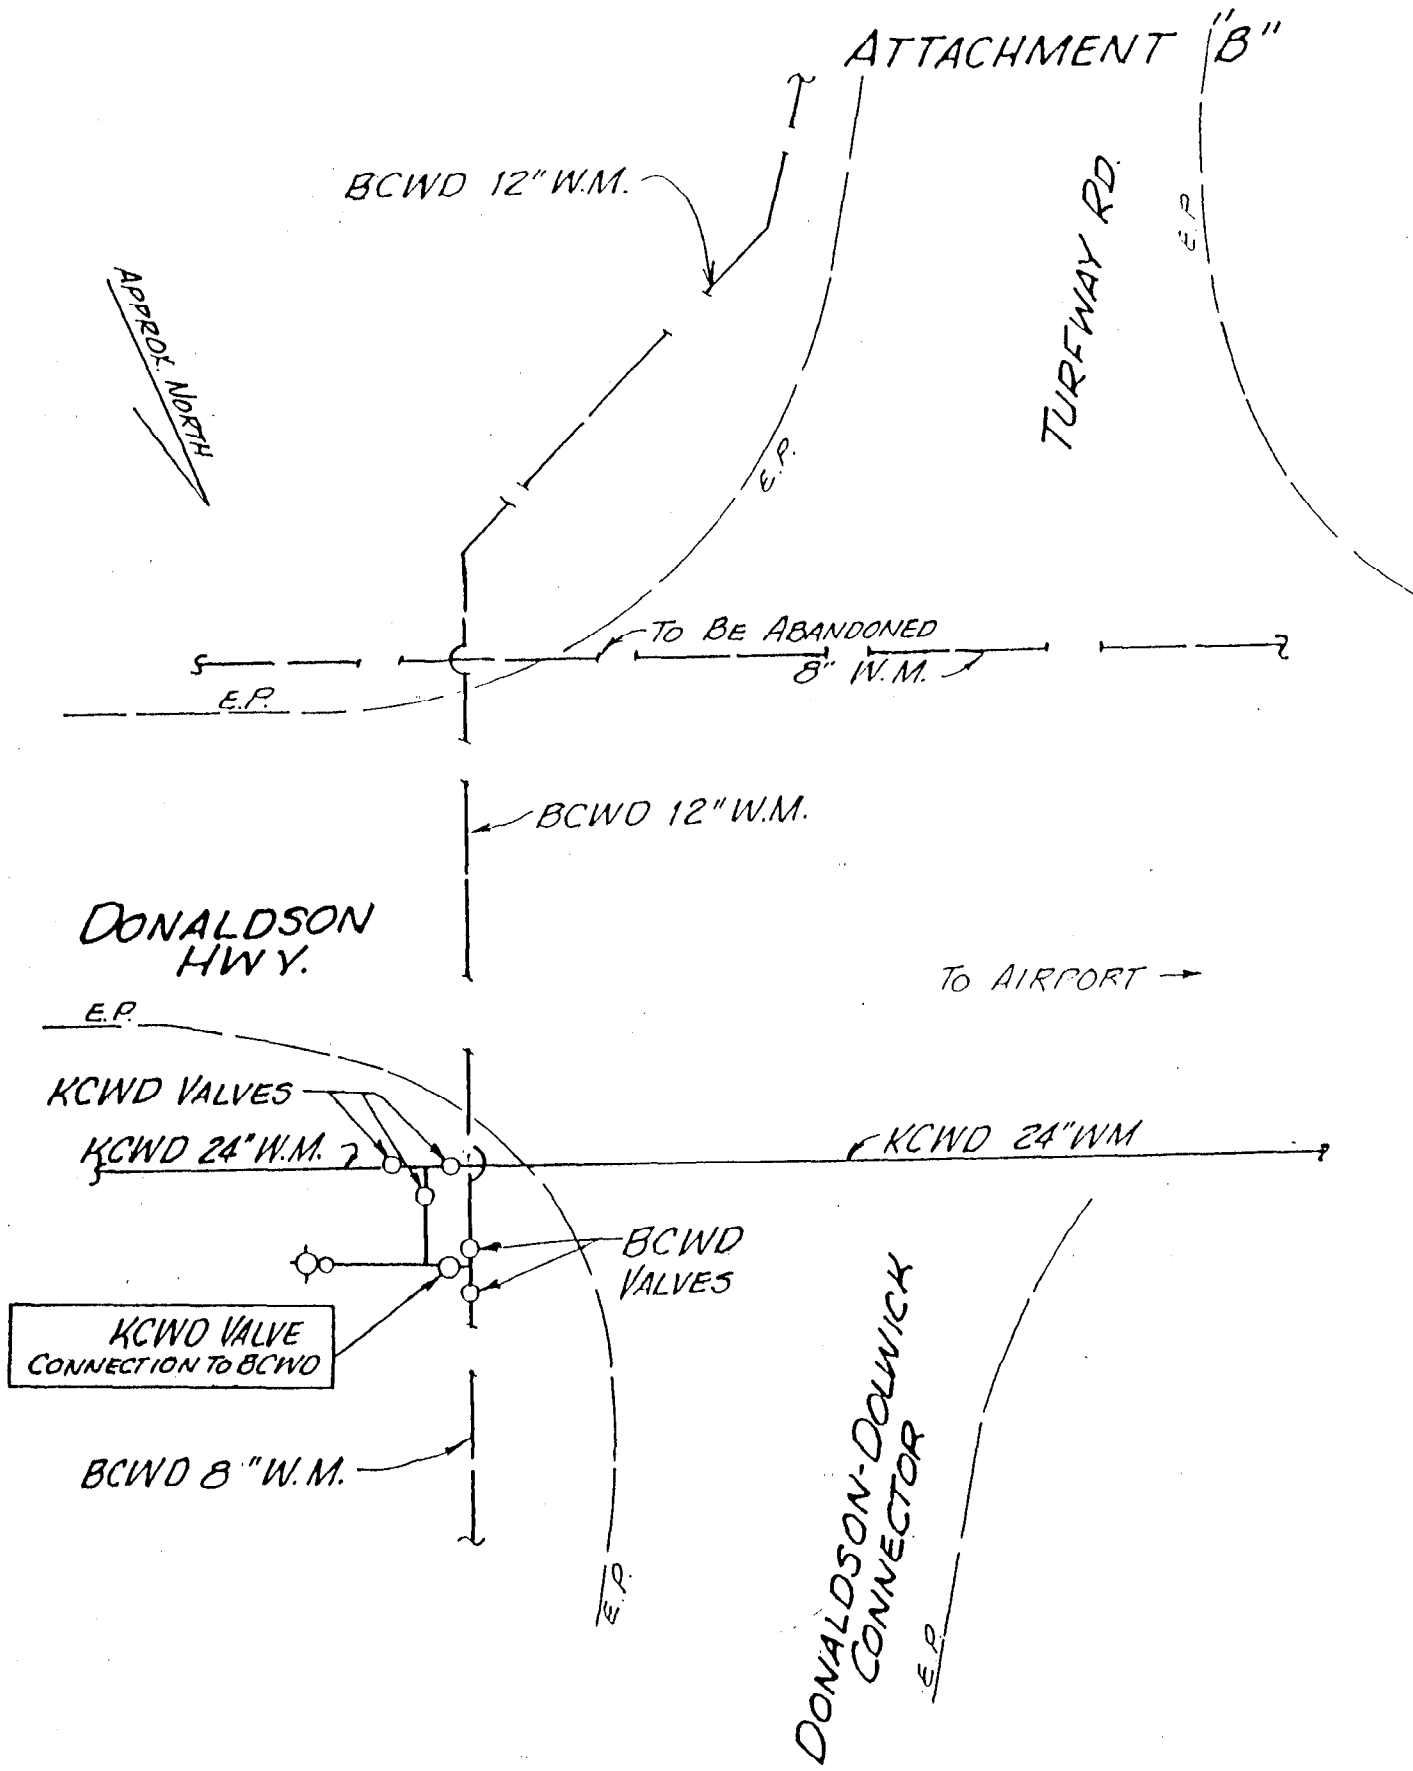 ATTACHMENT "B"
BCWD 12" W.M.
TURFWAY RD.
E.P.
APPROX. NORTH
E.P.
TO BE ABANDONED
8" W.M.
E.P.
BCWD 12" W.M.
DONALDSON
HWY.
TO AIRPORT →
E.P.
KCWD VALVES
KCWD 24" W.M.
KCWD 24" WM
BCWD
VALVES
KCWD VALVE
CONNECTION TO BCWD
BCWD 8" W.M.
DONALDSON-DOLWICK
CONNECTOR
E.P.
E.P.